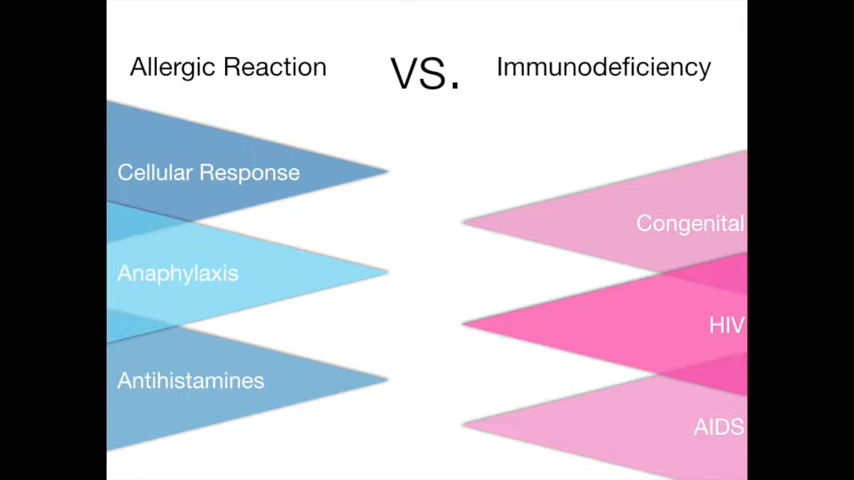 Allergic Reaction
VS.
Immunodeficiency
Cellular Response
Anaphylaxis
Antihistamines
Congenital
HIV
AIDS